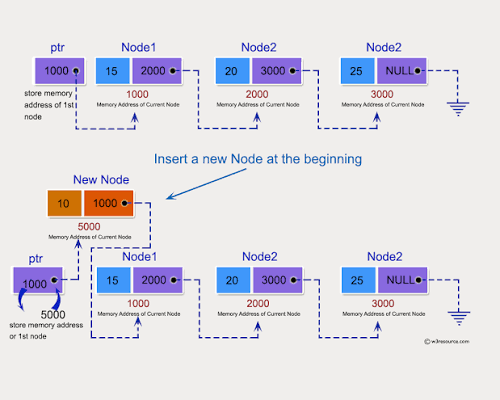 ptr Node1 Node2 Node2
1000 15 2000 20 3000 25 NULL
store memory
address of 1st
node
1000 2000 3000
Memory Address of Current Node Memory Address of Current Node Memory Address of Current Node
Insert a new Node at the beginning
New Node
10 1000
5000
Memory Address of Current Node
ptr Node1 Node2 Node2
1000 15 2000 20 3000 25 NULL
5000 1000 2000 3000
store memory address Memory Address of Current Node Memory Address of Current Node Memory Address of Current Node
or 1st node
© w3resource.com